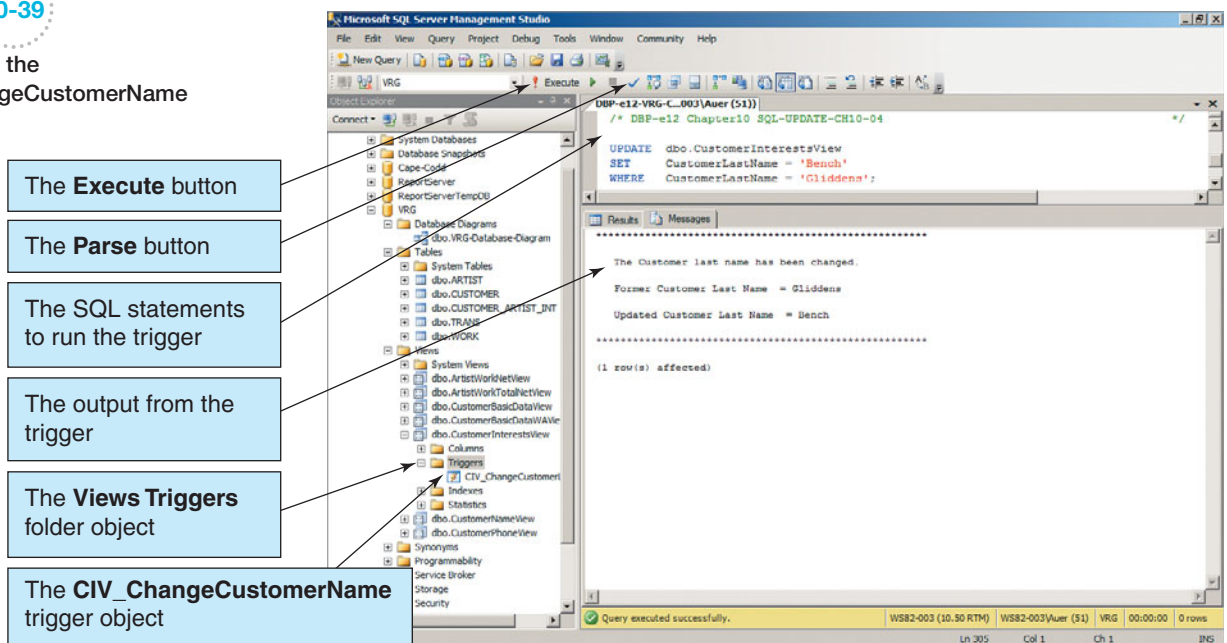 0-39
the
geCustomerName
The Execute button
The Parse button
The SQL statements
to run the trigger
The output from the
trigger
The Views Triggers
folder object
The CIV_ChangeCustomerName
trigger object
Microsoft SQL Server Management Studio
File Edit View Query Project Debug Tools Window Community Help
New Query
VRG
Execute
Object Explorer
Connect
System Databases
Database Snapshots
Cape-Codd
ReportServer
ReportServerTempDB
VRG
Database Diagrams
dbo.VRG-Database-Diagram
Tables
System Tables
dbo.ARTIST
dbo.CUSTOMER
dbo.CUSTOMER_ARTIST_INT
dbo.TRANS
dbo.WORK
Views
System Views
dbo.ArtistWorkNetView
dbo.ArtistWorkTotalNetView
dbo.CustomerBasicDataView
dbo.CustomerBasicDataWAVie
dbo.CustomerInterestsView
Columns
Triggers
CIV_ChangeCustomerl
Indexes
Statistics
dbo.CustomerNameView
dbo.CustomerPhoneView
Synonyms
Programmability
Service Broker
Storage
Security
DBP-e12-VRG-C...003\Auer (51))
/* DBP-e12 Chapter10 SQL-UPDATE-CH10-04 */
UPDATE dbo.CustomerInterestsView
SET CustomerLastName = 'Bench'
WHERE CustomerLastName = 'Gliddens';
Results Messages
*******************************************************
The Customer last name has been changed.
Former Customer Last Name = Gliddens
Updated Customer Last Name = Bench
*******************************************************
(1 row(s) affected)
Query executed successfully. WS82-003 (10.50 RTM) WS82-003\Auer (51) VRG 00:00:00 0 rows
Ln 305 Col 1 Ch 1 INS